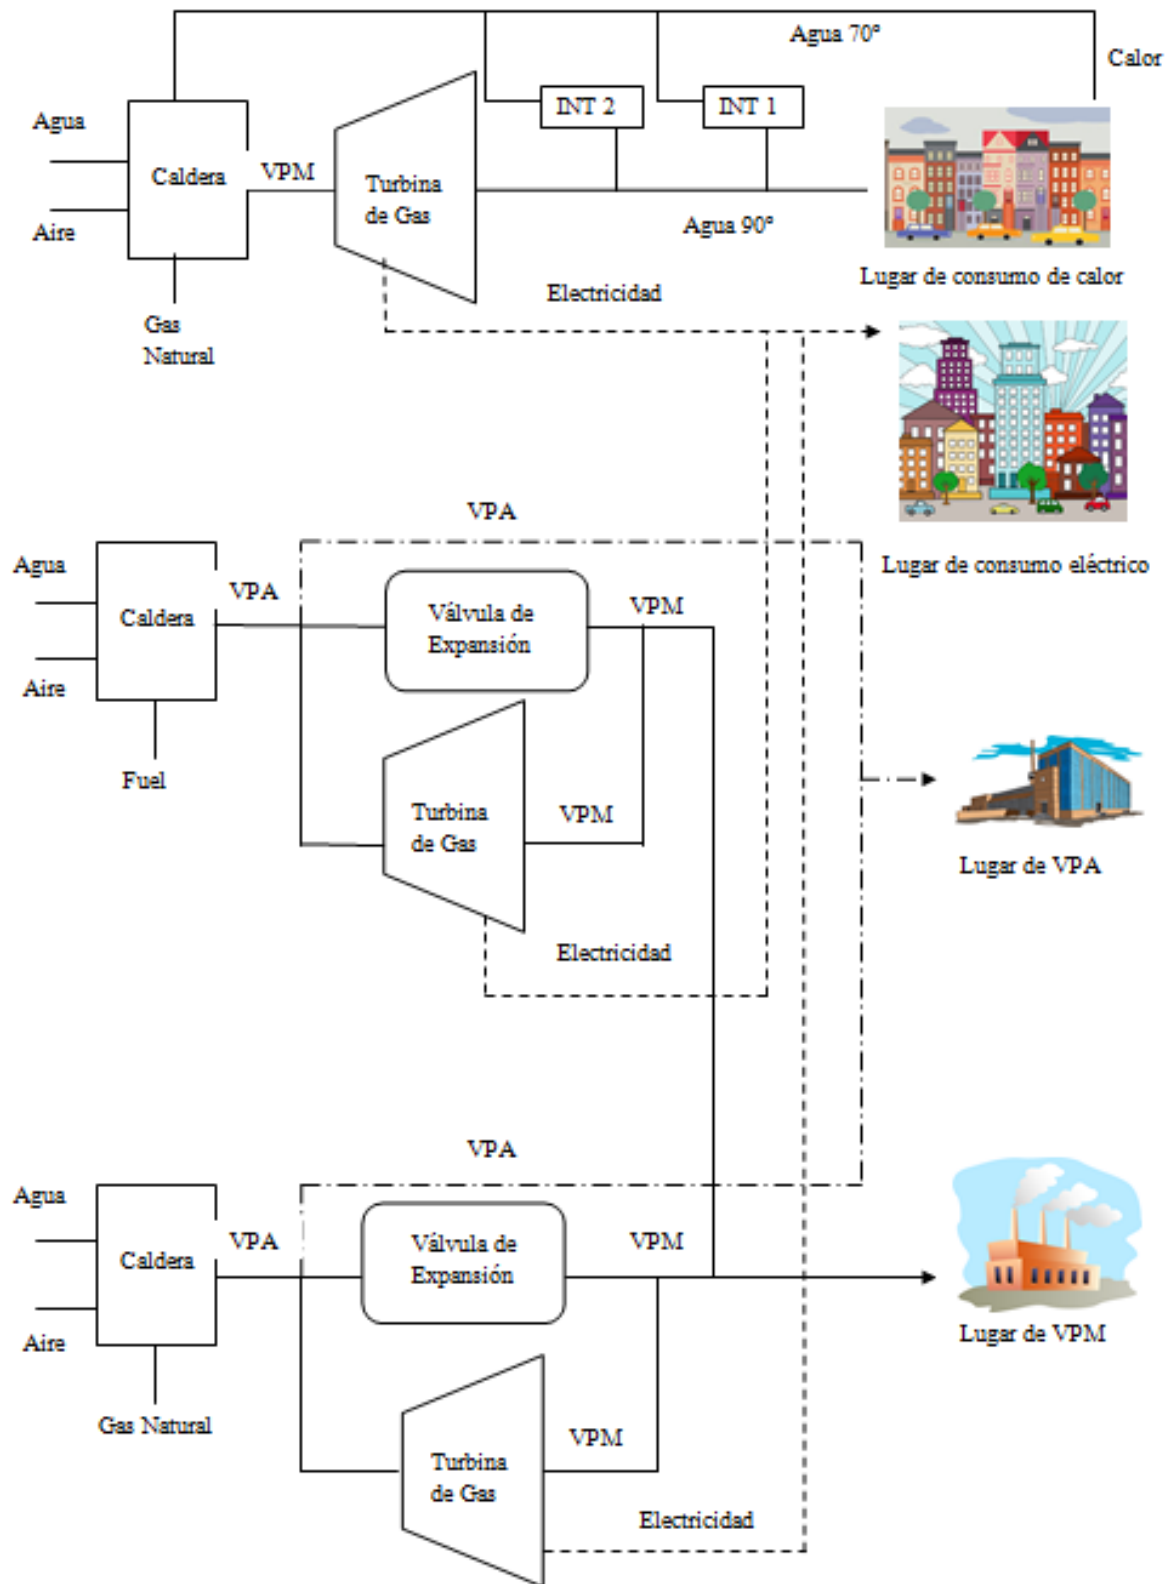 Agua 70º
Calor
INT 2
INT 1
Agua
Caldera
VPM
Turbina
de Gas
Aire
Agua 90º
Lugar de consumo de calor
Electricidad
Gas
Natural
VPA
Lugar de consumo eléctrico
Agua
VPA
Caldera
Válvula de
Expansión
VPM
Aire
Fuel
Turbina
de Gas
VPM
Lugar de VPA
Electricidad
VPA
Agua
VPA
Caldera
Válvula de
Expansión
VPM
Aire
Lugar de VPM
Gas Natural
VPM
Turbina
de Gas
Electricidad